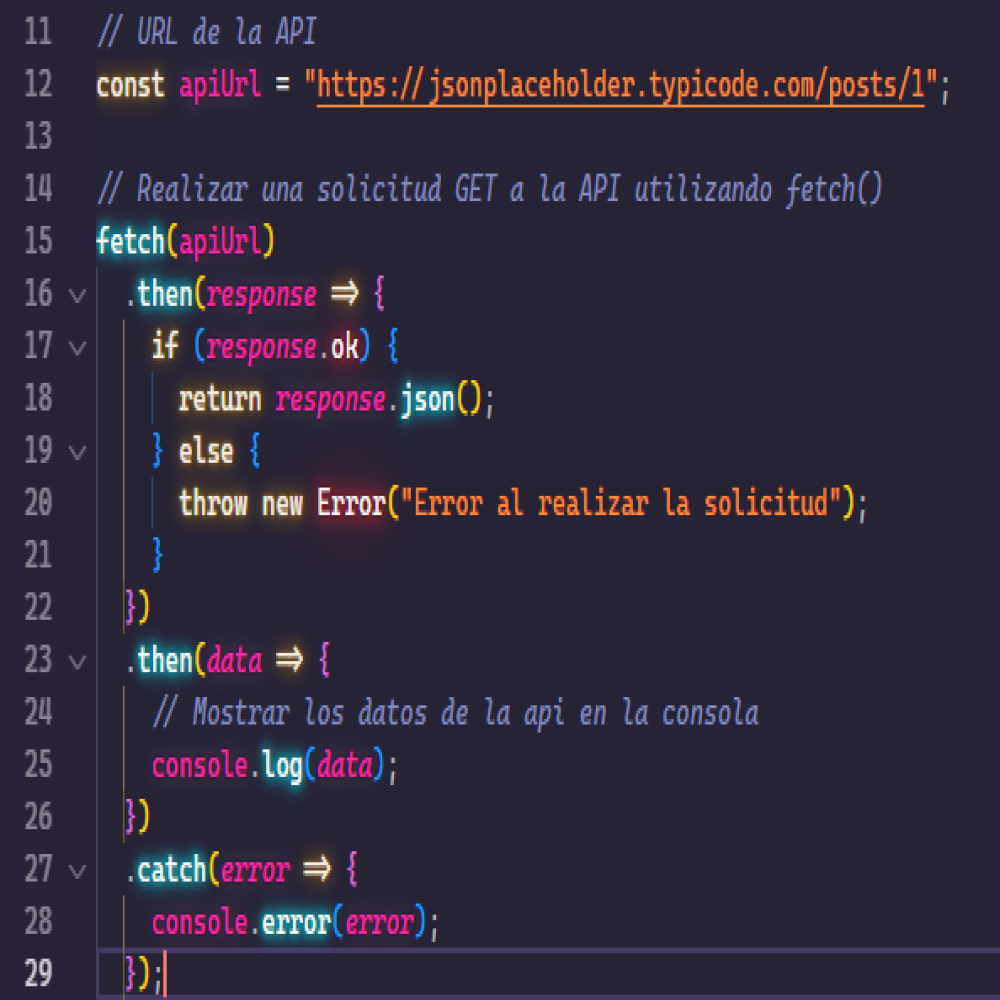 11 // URL de la API
12 const apiUrl = "https://jsonplaceholder.typicode.com/posts/1";
13
14 // Realizar una solicitud GET a la API utilizando fetch()
15 fetch(apiUrl)
16   .then(response => {
17     if (response.ok) {
18       return response.json();
19     } else {
20       throw new Error("Error al realizar la solicitud");
21     }
22   })
23   .then(data => {
24     // Mostrar los datos de la api en la consola
25     console.log(data);
26   })
27   .catch(error => {
28     console.error(error);
29   });